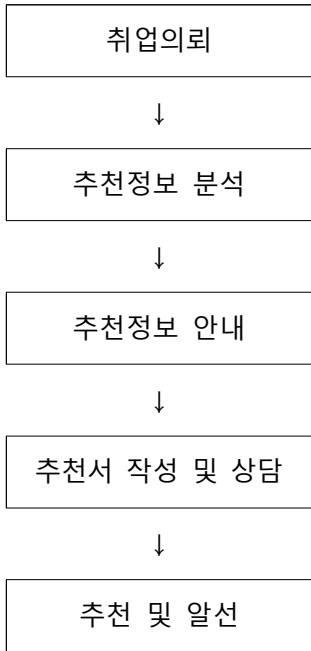 취업의뢰
↓
추천정보 분석
↓
추천정보 안내
↓
추천서 작성 및 상담
↓
추천 및 알선